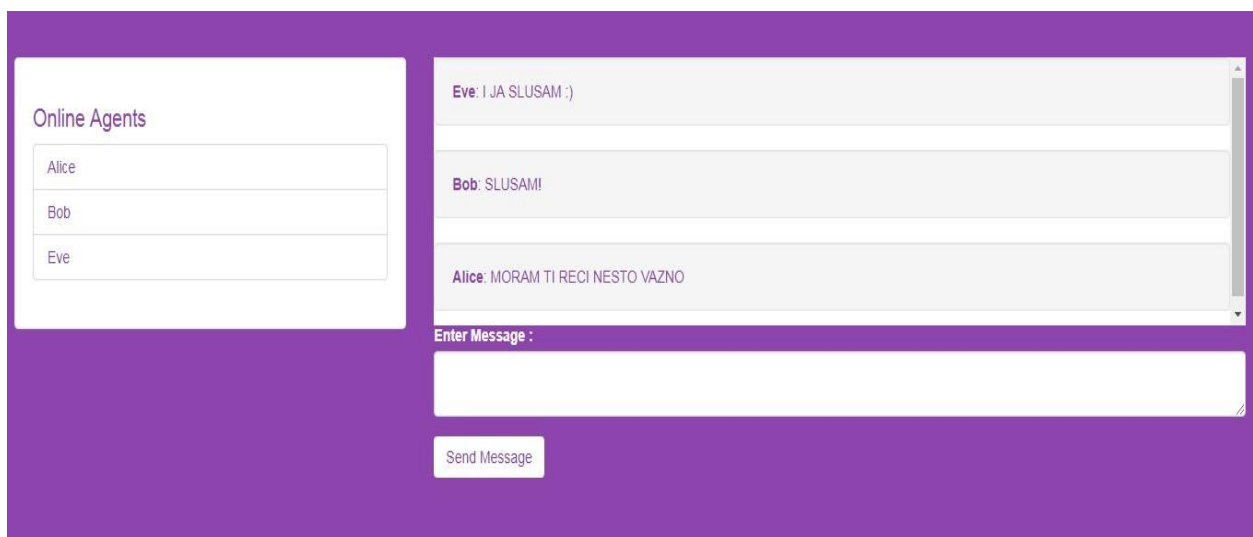 Online Agents
Alice
Bob
Eve
Eve: I JA SLUSAM :)
Bob: SLUSAM!
Alice: MORAM TI RECI NESTO VAZNO
Enter Message :
Send Message